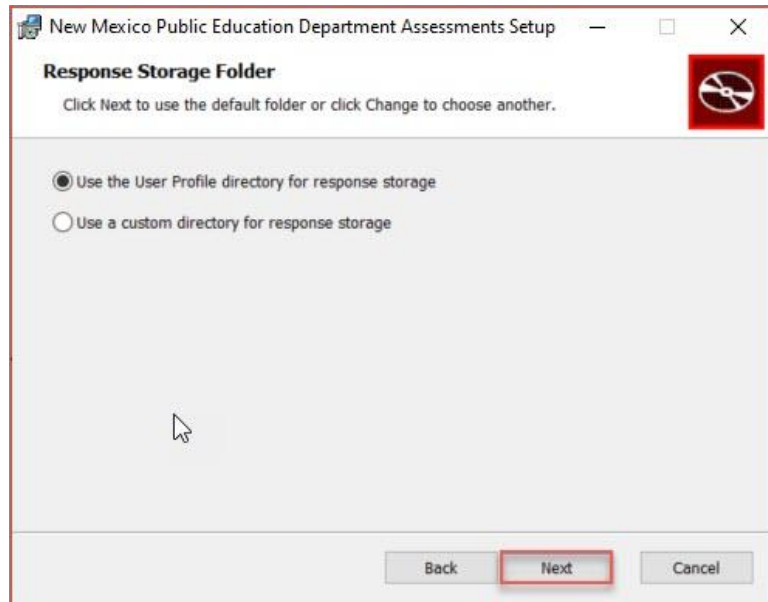 New Mexico Public Education Department Assessments Setup
Response Storage Folder
Click Next to use the default folder or click Change to choose another.
Use the User Profile directory for response storage
Use a custom directory for response storage
Back Next Cancel